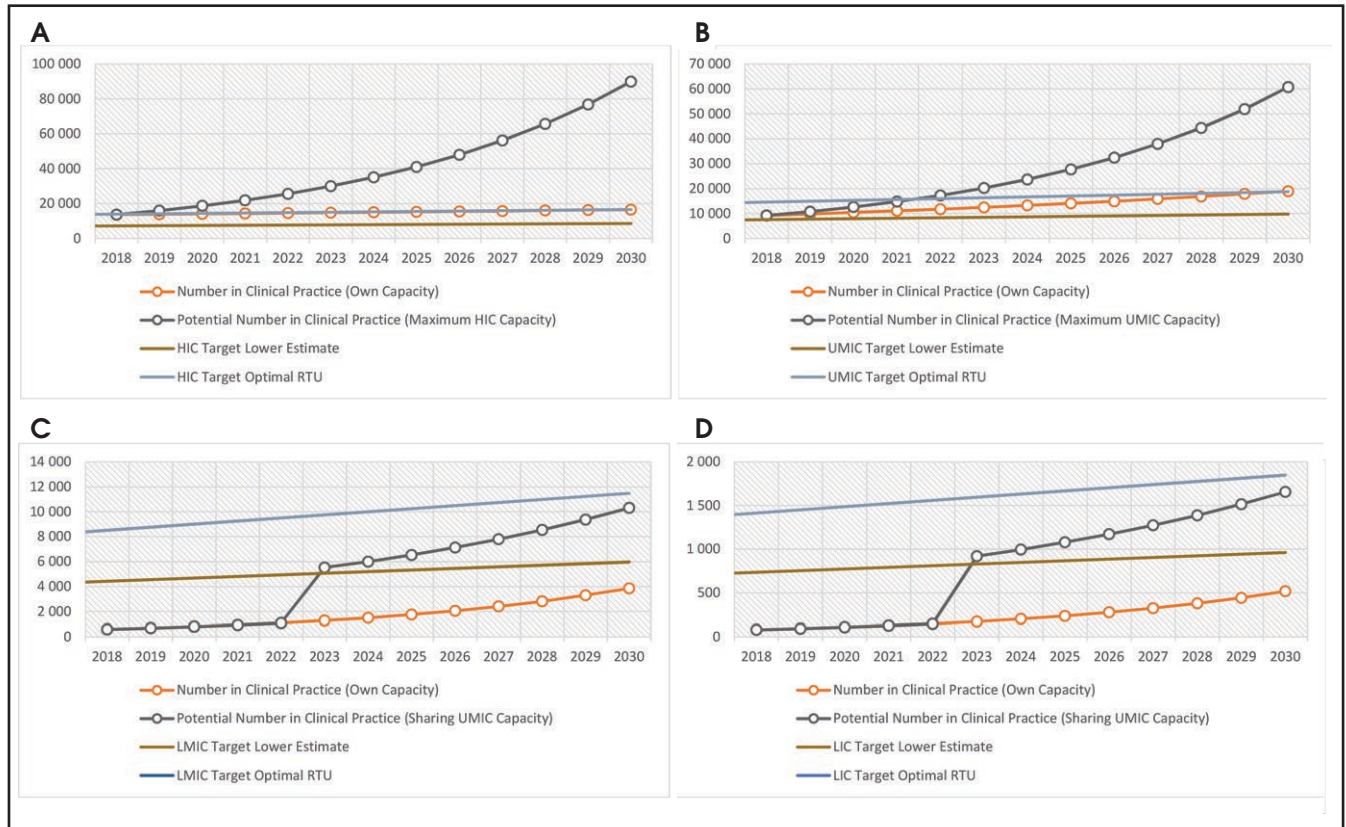 A
100 000
80 000
60 000
40 000
20 000
0
2018 2019 2020 2021 2022 2023 2024 2025 2026 2027 2028 2029 2030
Number in Clinical Practice (Own Capacity)
Potential Number in Clinical Practice (Maximum HIC Capacity)
HIC Target Lower Estimate
HIC Target Optimal RTU
B
70 000
60 000
50 000
40 000
30 000
20 000
10 000
0
2018 2019 2020 2021 2022 2023 2024 2025 2026 2027 2028 2029 2030
Number in Clinical Practice (Own Capacity)
Potential Number in Clinical Practice (Maximum UMIC Capacity)
UMIC Target Lower Estimate
UMIC Target Optimal RTU
C
14 000
12 000
10 000
8 000
6 000
4 000
2 000
0
2018 2019 2020 2021 2022 2023 2024 2025 2026 2027 2028 2029 2030
Number in Clinical Practice (Own Capacity)
Potential Number in Clinical Practice (Sharing UMIC Capacity)
LMIC Target Lower Estimate
LMIC Target Optimal RTU
D
2 000
1 500
1 000
500
0
2018 2019 2020 2021 2022 2023 2024 2025 2026 2027 2028 2029 2030
Number in Clinical Practice (Own Capacity)
Potential Number in Clinical Practice (Sharing UMIC Capacity)
LIC Target Lower Estimate
LIC Target Optimal RTU